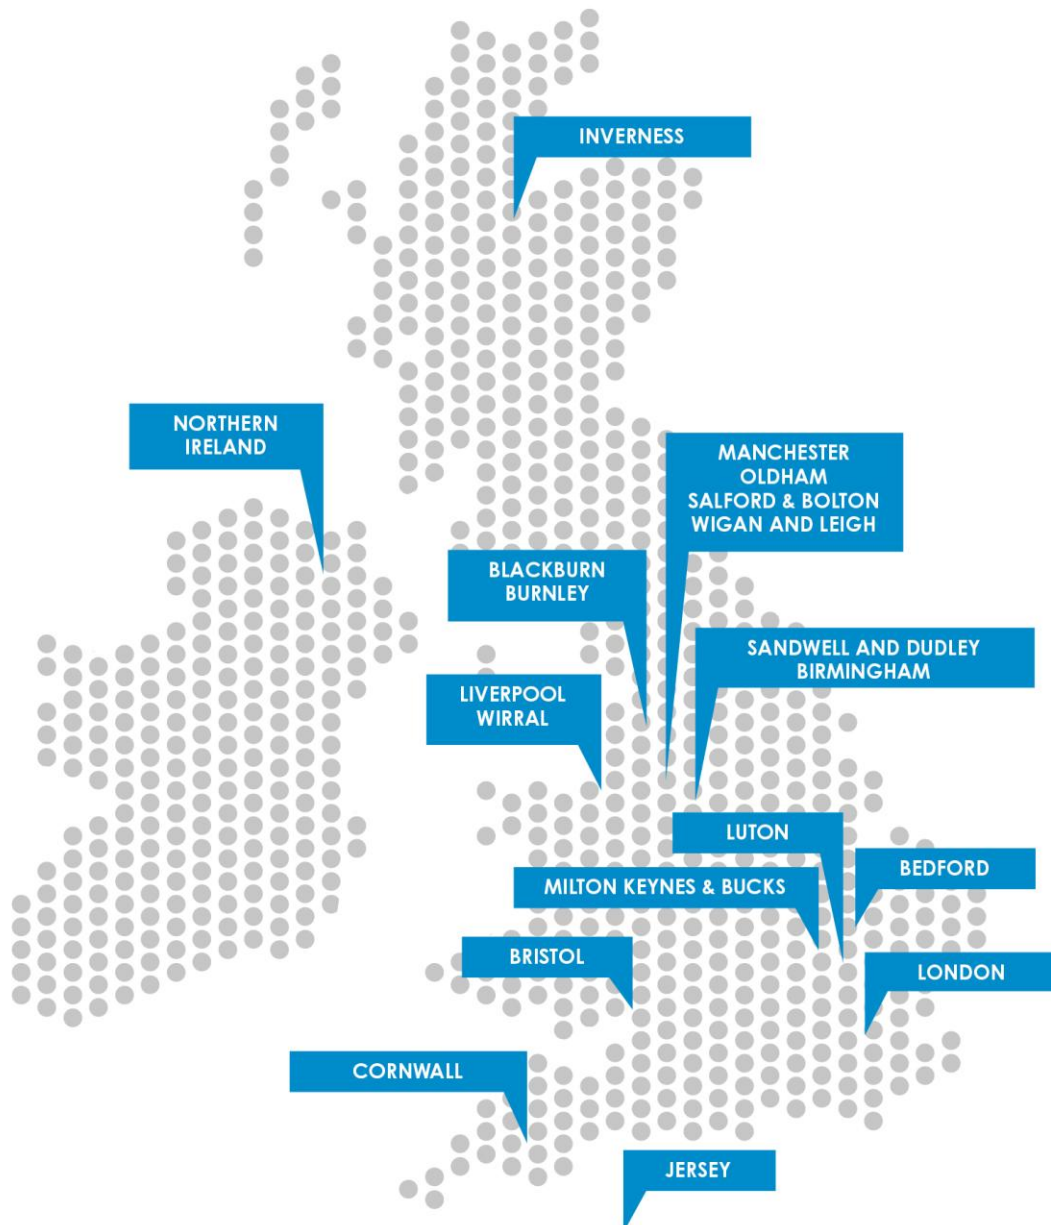 INVERNESS
NORTHERN
IRELAND
MANCHESTER
OLDHAM
SALFORD & BOLTON
WIGAN AND LEIGH
BLACKBURN
BURNLEY
SANDWELL AND DUDLEY
BIRMINGHAM
LIVERPOOL
WIRRAL
LUTON
BEDFORD
MILTON KEYNES & BUCKS
BRISTOL
LONDON
CORNWALL
JERSEY